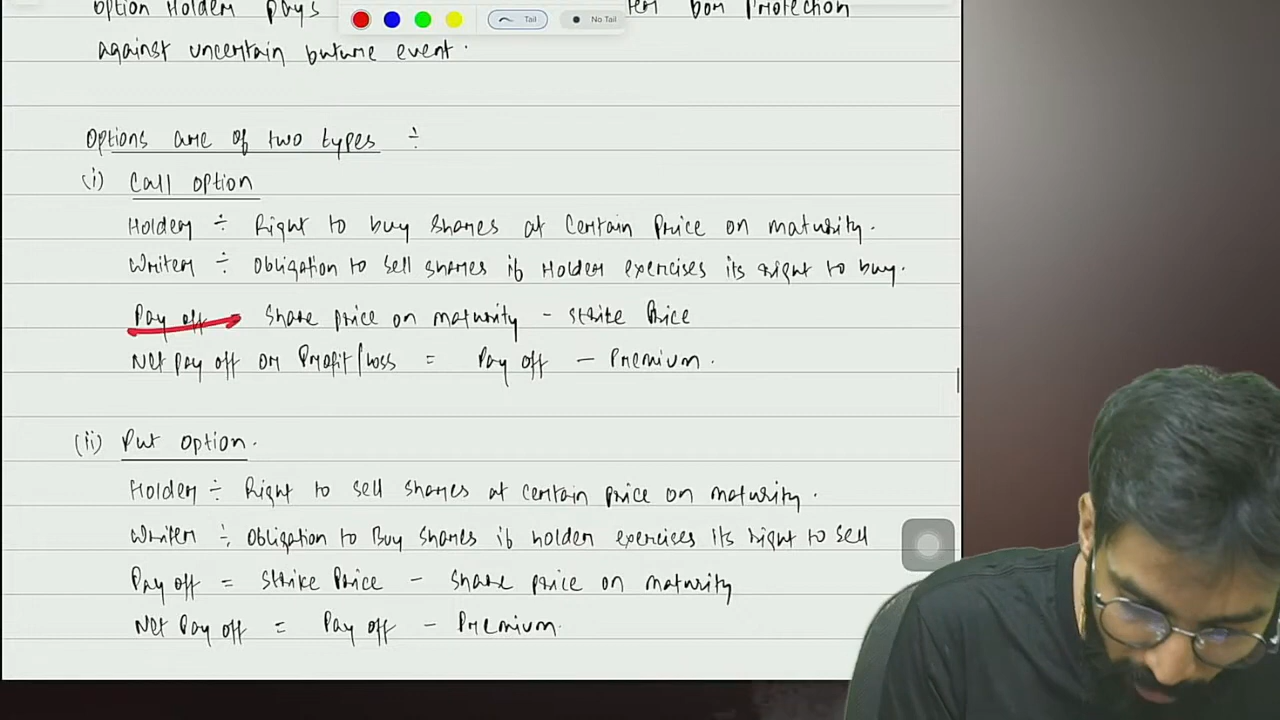 option Holder pays
Tail
No Tail
Protection
against uncertain future event.
Options are of two types ÷
(i) Call option
Holder ÷ Right to buy shares at Certain Price on maturity.
Writer ÷ Obligation to sell shares if Holder exercises its right to buy.
Pay off = Share price on maturity - Strike Price
Net Pay off or Profit/loss = Pay off - Premium.
(ii) Put option.
Holder ÷ Right to sell shares at certain price on maturity.
Writer ÷ Obligation to Buy shares if holder exercises its right to sell
Pay off = Strike Price - Share price on maturity
Net Pay off = Pay off - Premium.